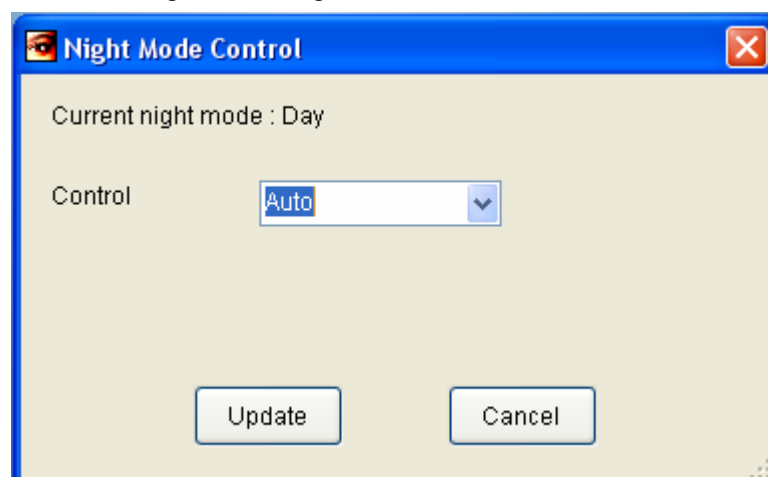 Night Mode Control
Current night mode : Day
Control Auto
Update Cancel